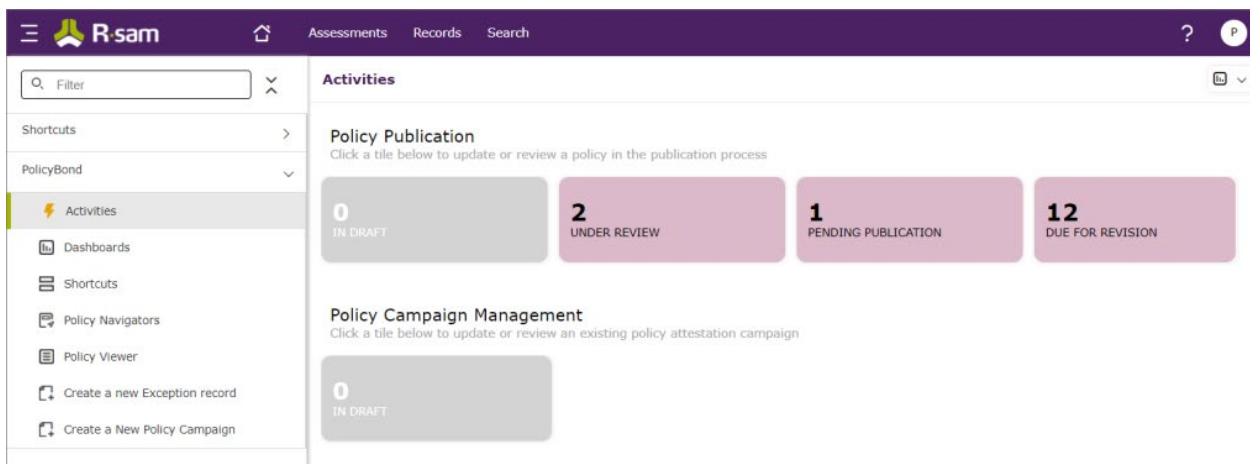 R·sam
Assessments Records Search
? P
Filter
Activities
Shortcuts
Policy Publication
Click a tile below to update or review a policy in the publication process
PolicyBond
Activities
Dashboards
Shortcuts
Policy Navigators
Policy Viewer
Create a new Exception record
Create a New Policy Campaign
0
IN DRAFT
2
UNDER REVIEW
1
PENDING PUBLICATION
12
DUE FOR REVISION
Policy Campaign Management
Click a tile below to update or review an existing policy attestation campaign
0
IN DRAFT